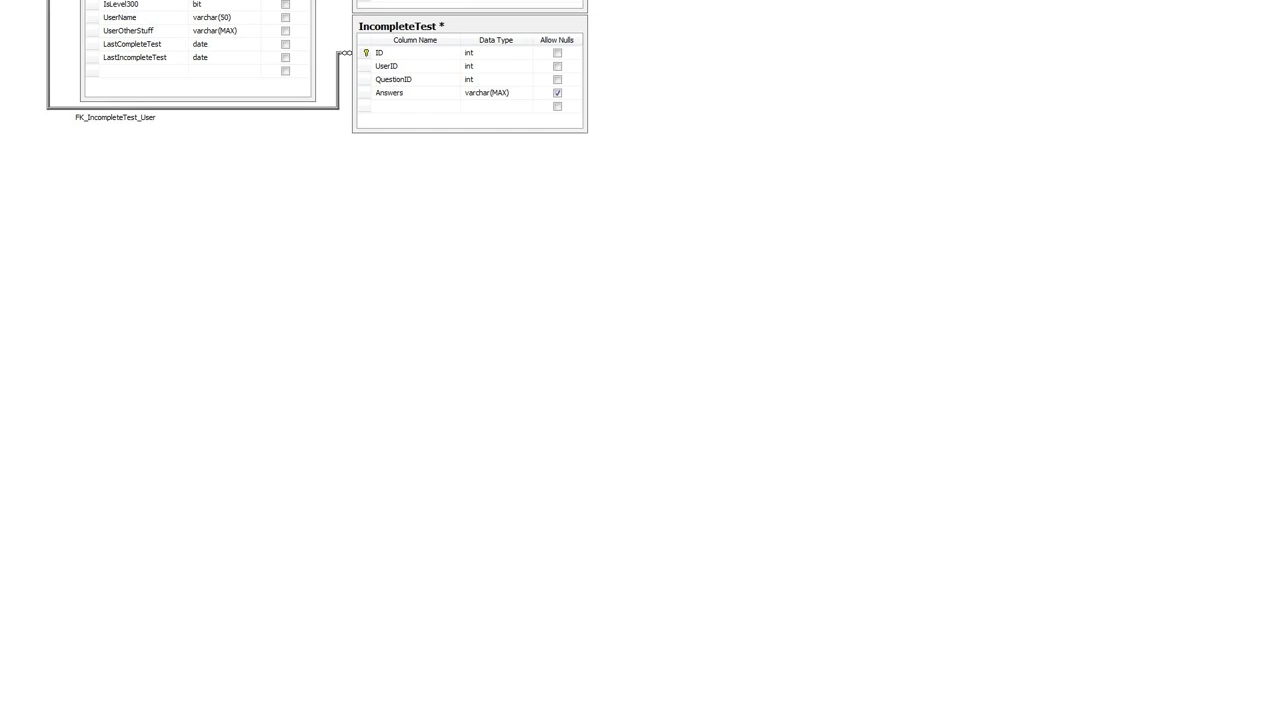 IsLevel300 bit
UserName varchar(50)
UserOtherStuff varchar(MAX)
LastCompleteTest date
LastIncompleteTest date
FK_IncompleteTest_User
IncompleteTest *
Column Name Data Type Allow Nulls
ID int
UserID int
QuestionID int
Answers varchar(MAX)